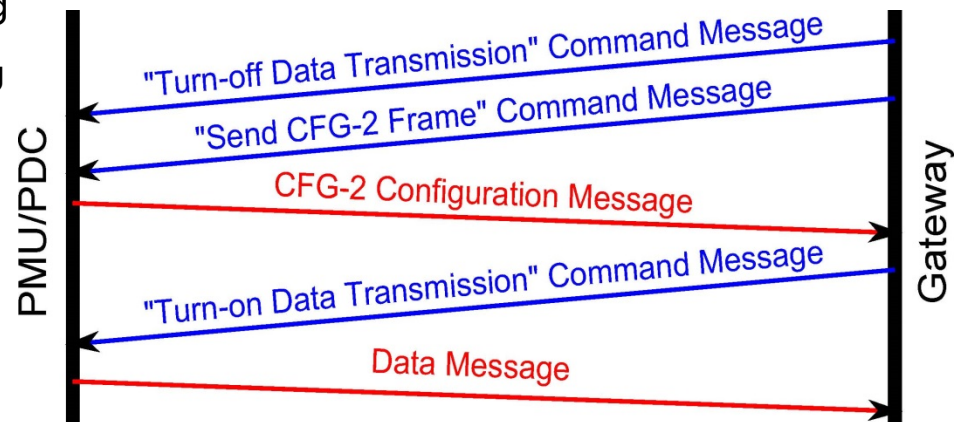 g
g
"Turn-off Data Transmission" Command Message
"Send CFG-2 Frame" Command Message
PMU/PDC
Gateway
CFG-2 Configuration Message
"Turn-on Data Transmission" Command Message
Data Message